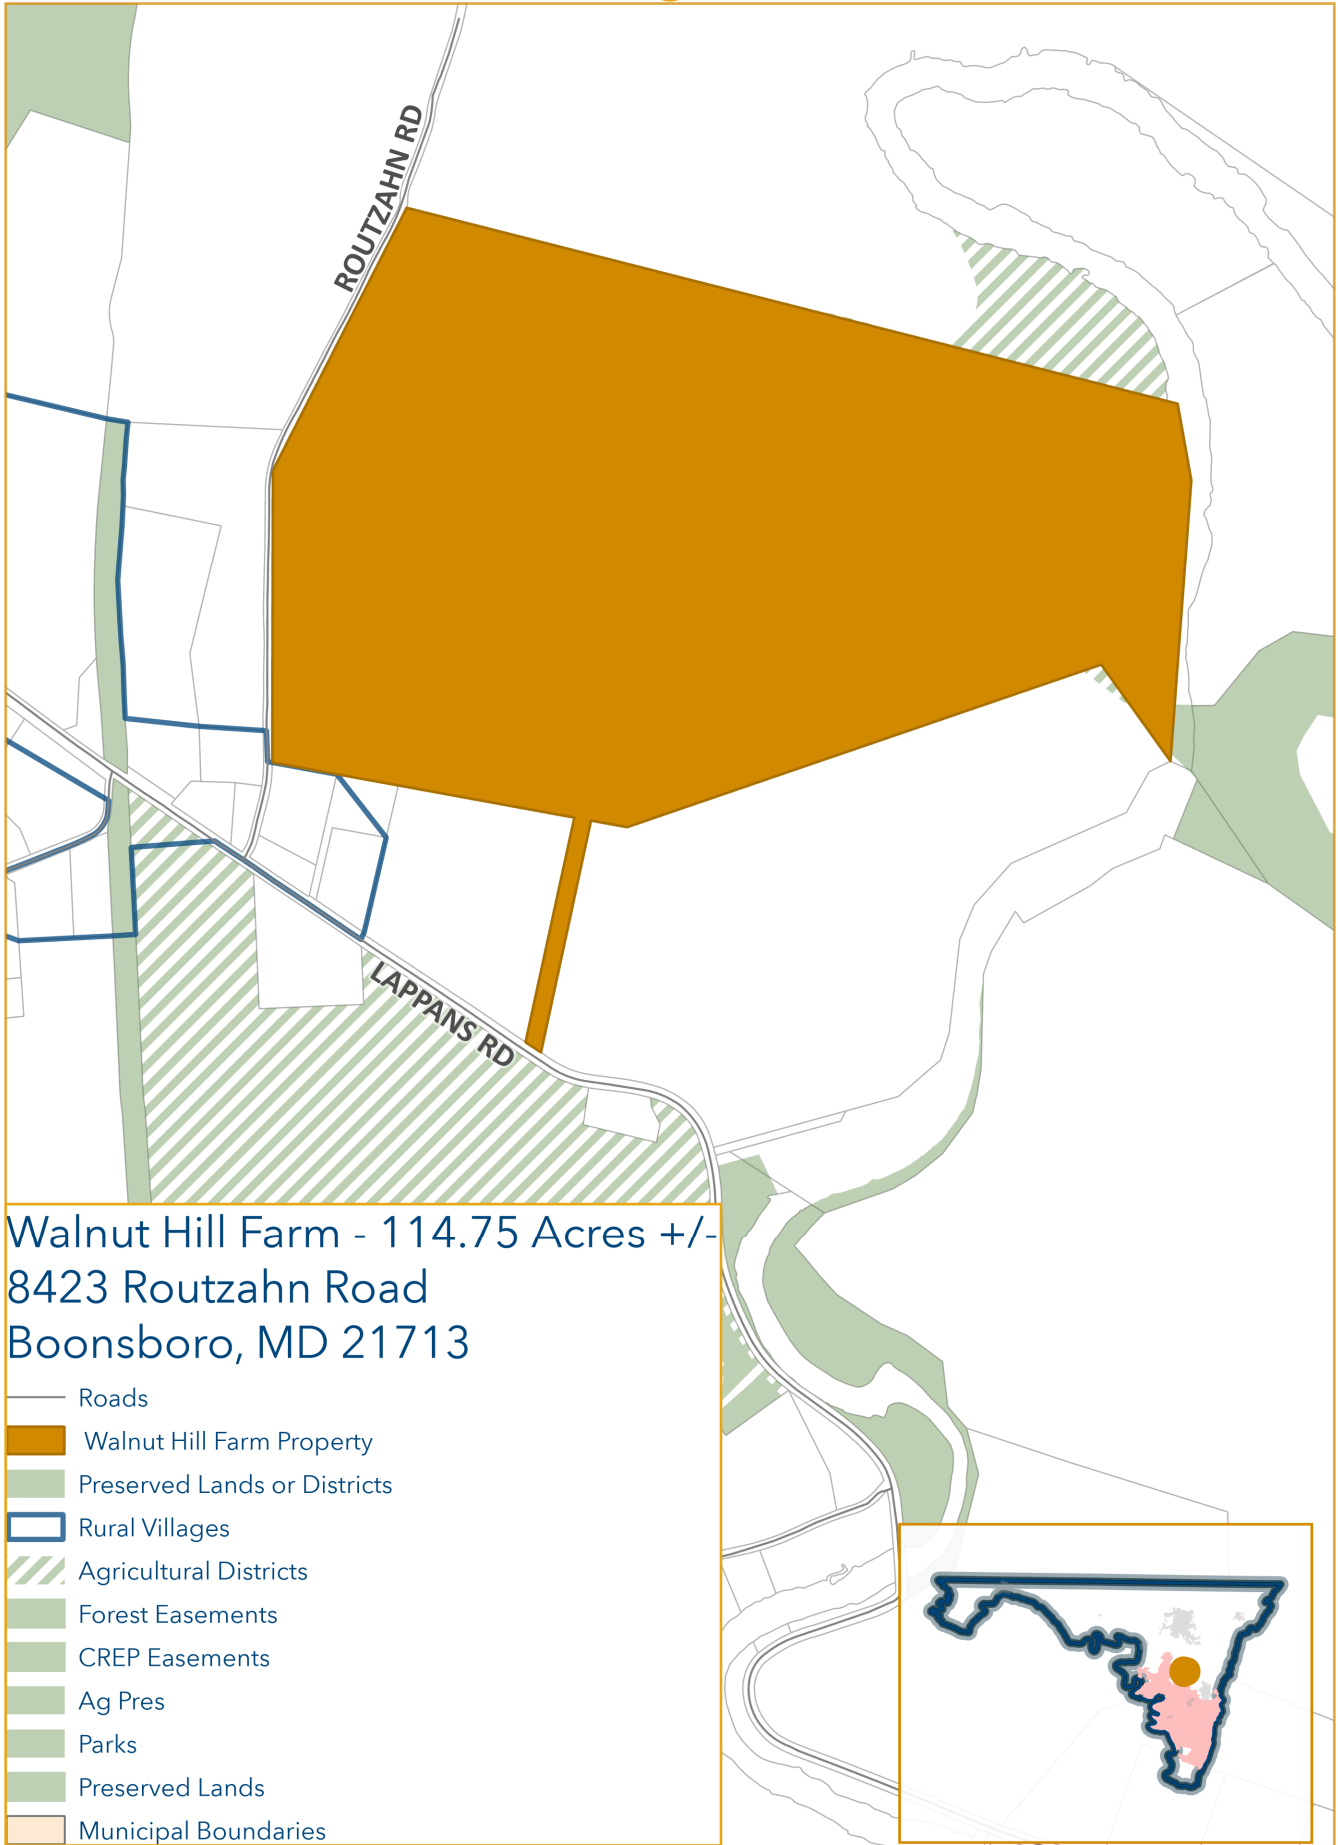 ROUTZAHN RD
LAPPANS RD
Walnut Hill Farm - 114.75 Acres +/-
8423 Routzahn Road
Boonsboro, MD 21713
Roads
Walnut Hill Farm Property
Preserved Lands or Districts
Rural Villages
Agricultural Districts
Forest Easements
CREP Easements
Ag Pres
Parks
Preserved Lands
Municipal Boundaries